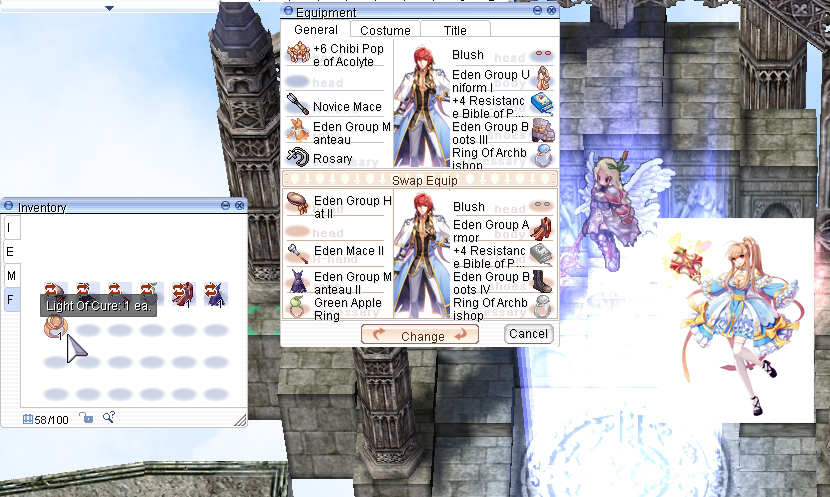 Equipment
General
Costume
Title
+6 Chibi Pop
e of Acolyte
head
Novice Mace
Eden Group M
anteau
Rosary
Blush
head
Eden Group U
niform I
+4 Resistanc
e Bible of P...
Eden Group B
oots III
Ring Of Archb
ishop
Swap Equip
Eden Group H
at II
head
Eden Mace II
Eden Group M
anteau II
Green Apple
Ring
Blush
head
Eden Group A
rmor
+4 Resistanc
e Bible of P...
Eden Group B
oots IV
Ring Of Archb
ishop
Change
Cancel
Inventory
I
E
M
F
Light Of Cure: 1 ea.
1
58/100